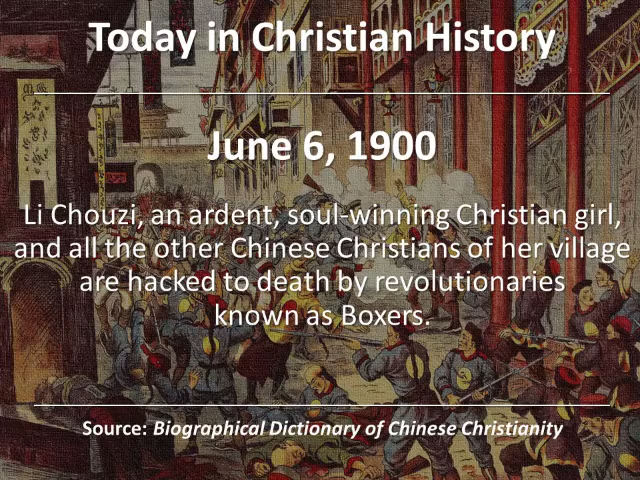 Today in Christian History
June 6, 1900
Li Chouzi, an ardent, soul-winning Christian girl,
and all the other Chinese Christians of her village
are hacked to death by revolutionaries
known as Boxers.
Source: Biographical Dictionary of Chinese Christianity